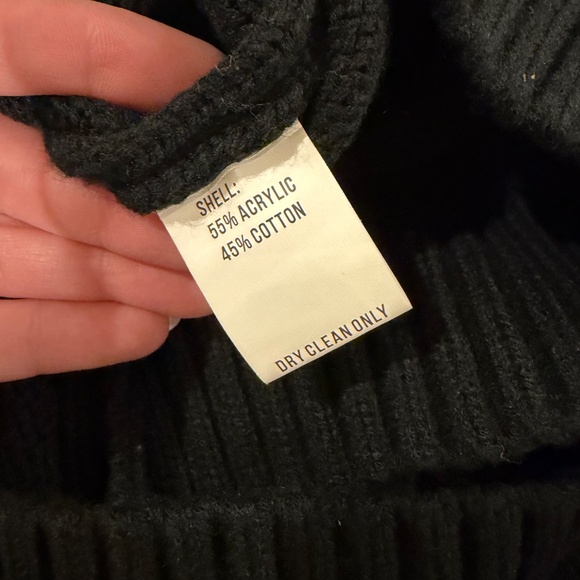 SHELL:
55% ACRYLIC
45% COTTON
DRY CLEAN ONLY